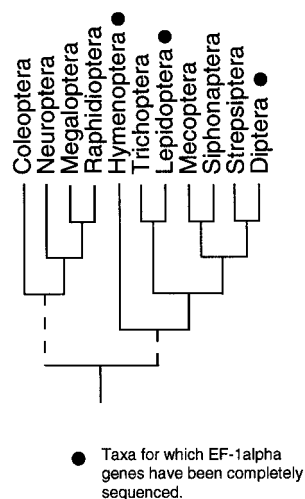 Coleoptera
Neuroptera
Megaloptera
Raphidioptera
Hymenoptera
Trichoptera
Lepidoptera
Mecoptera
Siphonaptera
Strepsiptera
Diptera
Taxa for which EF-1alpha
genes have been completely
sequenced.